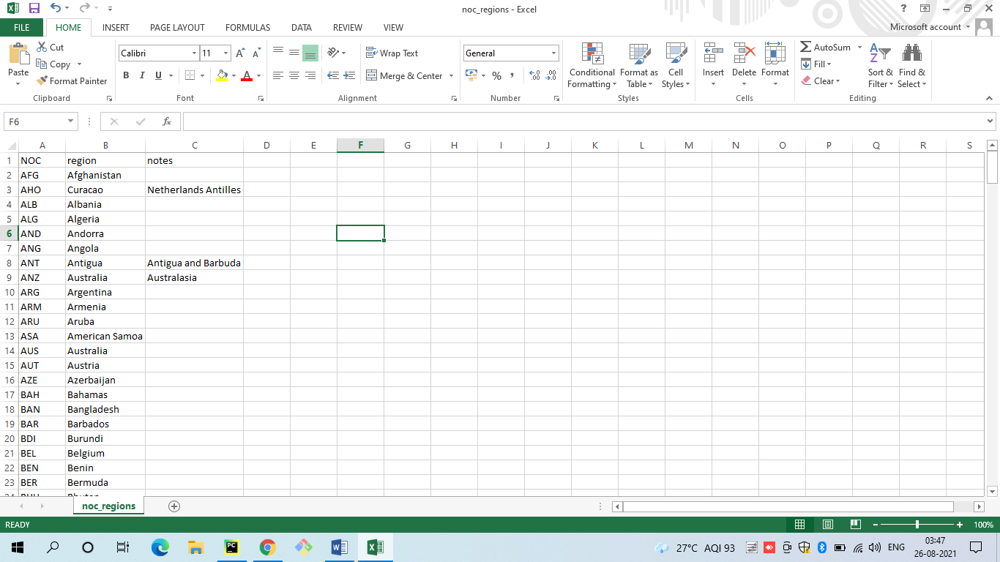 noc_regions - Excel
?
FILE HOME INSERT PAGE LAYOUT FORMULAS DATA REVIEW VIEW Microsoft account
Paste
Cut
Copy
Format Painter
Clipboard
Calibri 11 A A
B I U A
Font
Wrap Text
Merge & Center
Alignment
General
% , .0 .00 .00 .0
Number
Conditional Formatting
Format as Table
Cell Styles
Styles
Insert Delete Format
Cells
AutoSum
Fill
Clear
Sort & Filter
Find & Select
Editing
F6 fx
A B C D E F G H I J K L M N O P Q R S
1 NOC region notes
2 AFG Afghanistan
3 AHO Curacao Netherlands Antilles
4 ALB Albania
5 ALG Algeria
6 AND Andorra
7 ANG Angola
8 ANT Antigua Antigua and Barbuda
9 ANZ Australia Australasia
10 ARG Argentina
11 ARM Armenia
12 ARU Aruba
13 ASA American Samoa
14 AUS Australia
15 AUT Austria
16 AZE Azerbaijan
17 BAH Bahamas
18 BAN Bangladesh
19 BAR Barbados
20 BDI Burundi
21 BEL Belgium
22 BEN Benin
23 BER Bermuda
noc_regions
READY 100%
27°C AQI 93 ENG 03:47
26-08-2021